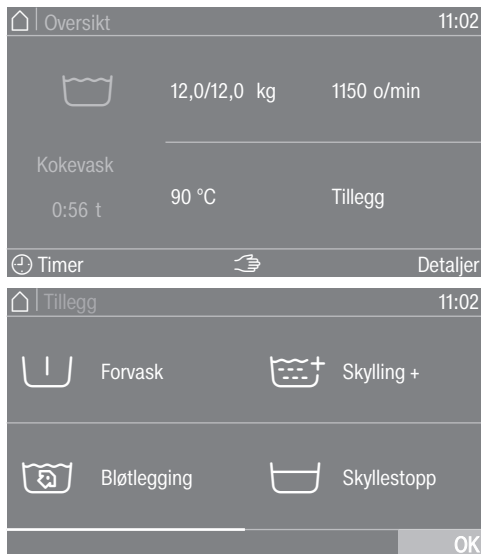 Oversikt 11:02
12,0/12,0 kg 1150 o/min
Kokevask
0:56 t
90 °C Tillegg
Timer Detaljer
Tillegg 11:02
Forvask Skylling +
Bløtlegging Skyllestopp
OK